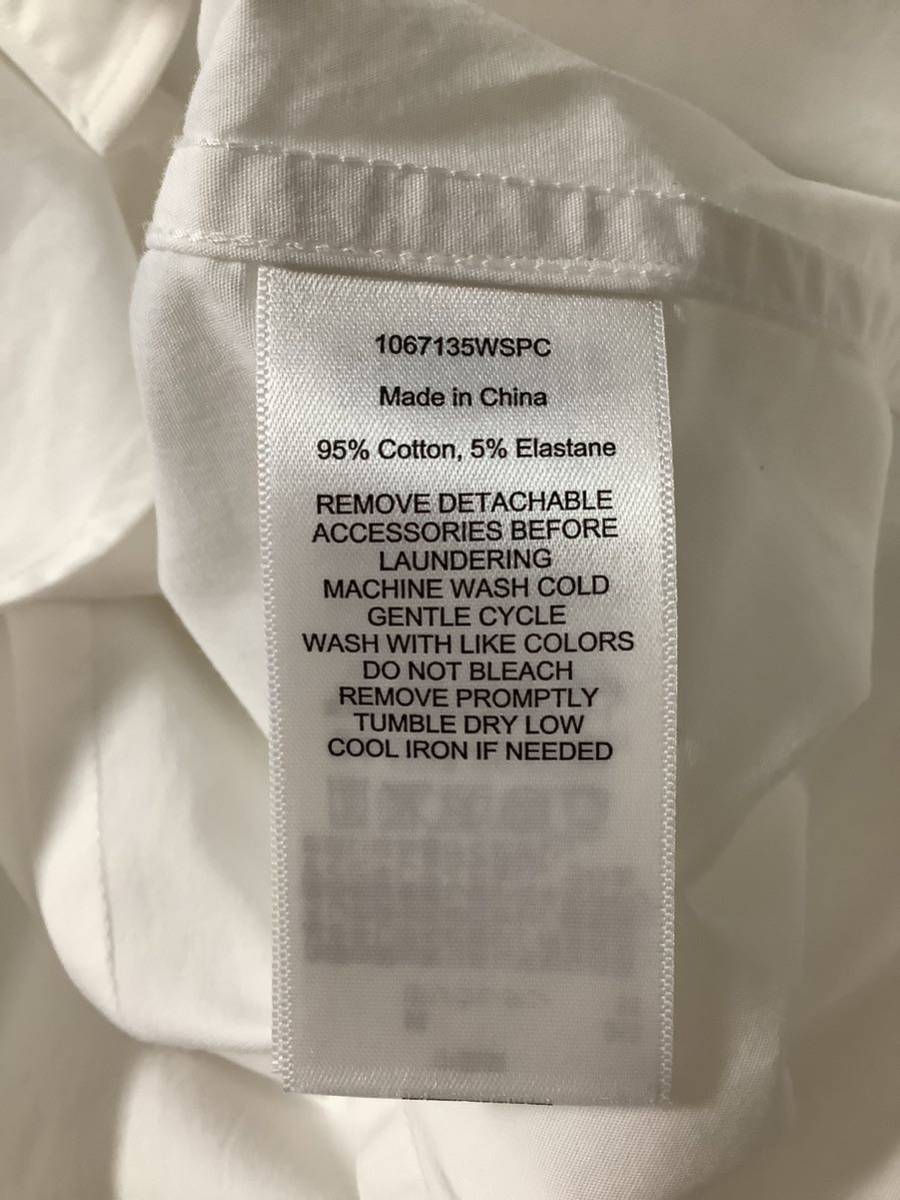 1067135WSPC
Made in China
95% Cotton, 5% Elastane
REMOVE DETACHABLE
ACCESSORIES BEFORE
LAUNDERING
MACHINE WASH COLD
GENTLE CYCLE
WASH WITH LIKE COLORS
DO NOT BLEACH
REMOVE PROMPTLY
TUMBLE DRY LOW
COOL IRON IF NEEDED